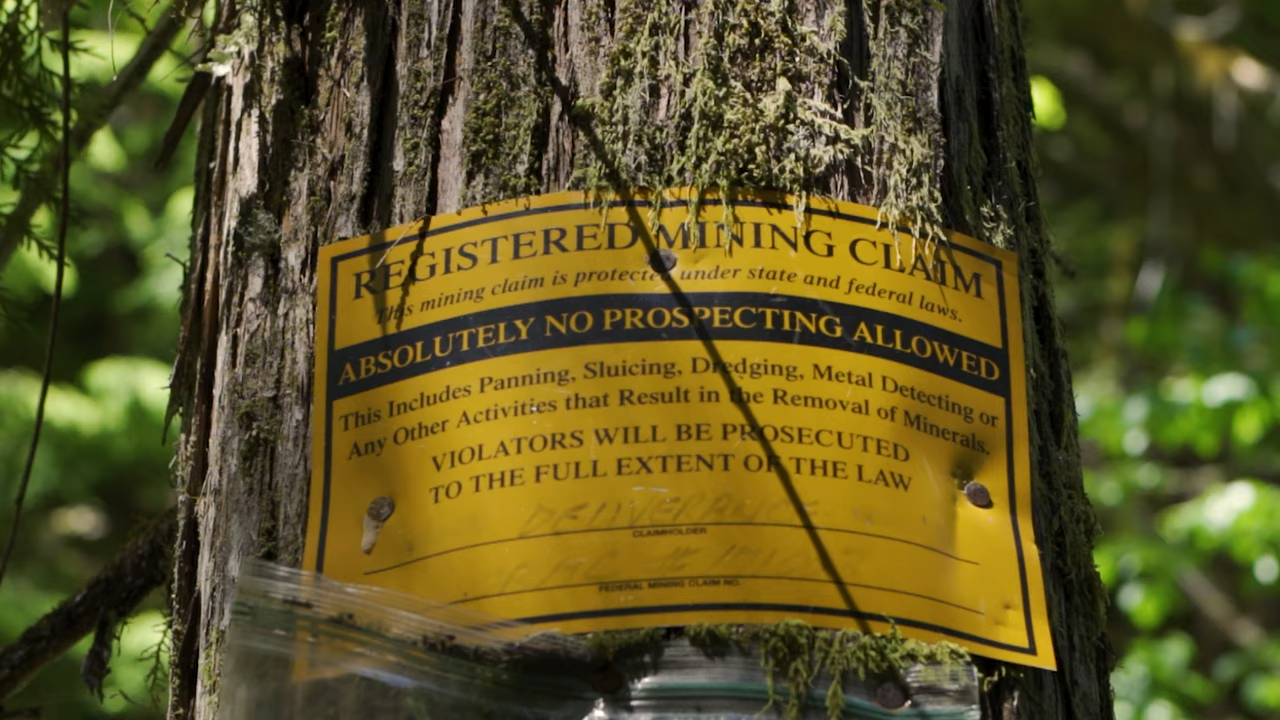 REGISTERED MINING CLAIM
This mining claim is protected under state and federal laws.
ABSOLUTELY NO PROSPECTING ALLOWED
This Includes Panning, Sluicing, Dredging, Metal Detecting or
Any Other Activities that Result in the Removal of Minerals.
VIOLATORS WILL BE PROSECUTED
TO THE FULL EXTENT OF THE LAW
DELIVERANCE
CLAIMHOLDER
FEDERAL MINING CLAIM NO.